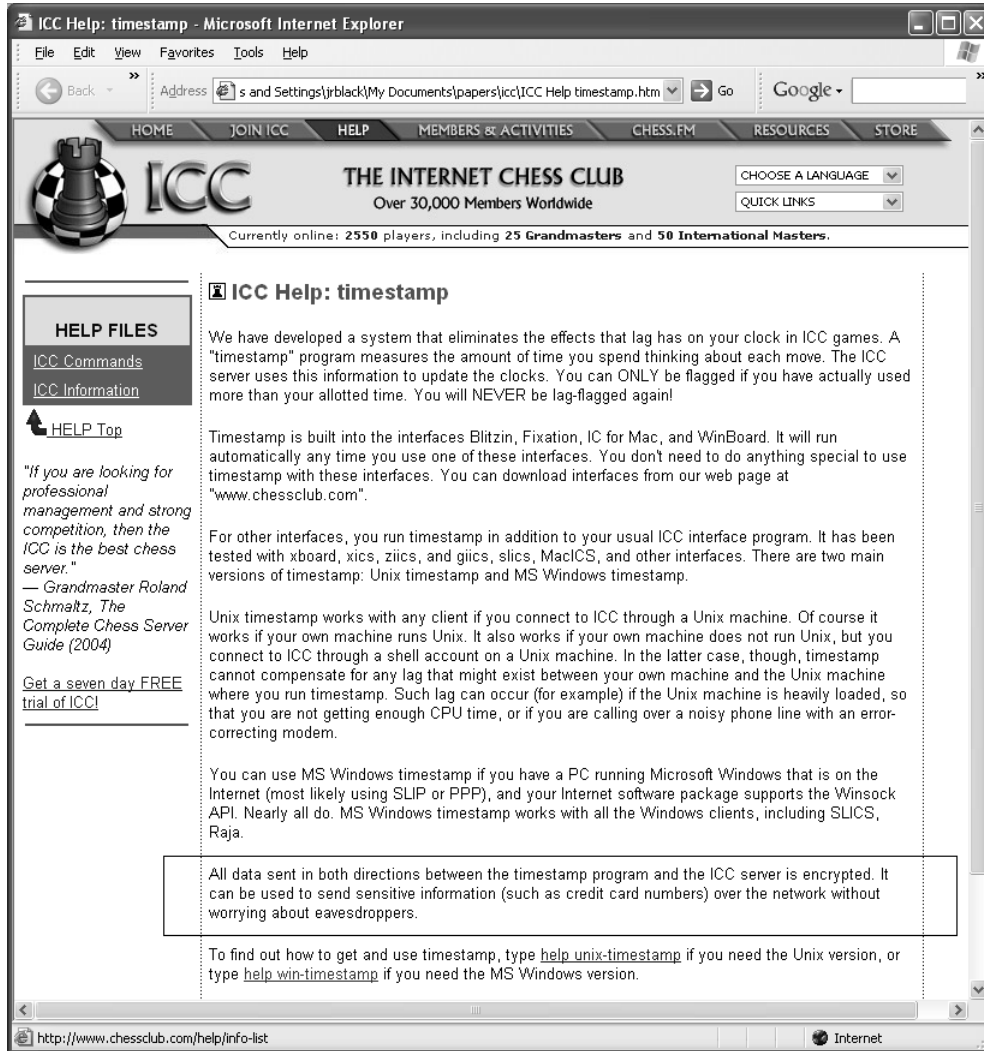 ICC Help: timestamp - Microsoft Internet Explorer
File Edit View Favorites Tools Help
Back » Address s and Settings\jrblack\My Documents\papers\icc\ICC Help timestamp.htm Go Google »
HOME JOIN ICC HELP MEMBERS & ACTIVITIES CHESS.FM RESOURCES STORE
ICC
THE INTERNET CHESS CLUB
Over 30,000 Members Worldwide
CHOOSE A LANGUAGE
QUICK LINKS
Currently online: 2550 players, including 25 Grandmasters and 50 International Masters.
HELP FILES
ICC Commands
ICC Information
HELP Top
"If you are looking for
professional
management and strong
competition, then the
ICC is the best chess
server."
— Grandmaster Roland
Schmaltz, The
Complete Chess Server
Guide (2004)
Get a seven day FREE
trial of ICC!
ICC Help: timestamp
We have developed a system that eliminates the effects that lag has on your clock in ICC games. A
"timestamp" program measures the amount of time you spend thinking about each move. The ICC
server uses this information to update the clocks. You can ONLY be flagged if you have actually used
more than your allotted time. You will NEVER be lag-flagged again!
Timestamp is built into the interfaces Blitzin, Fixation, IC for Mac, and WinBoard. It will run
automatically any time you use one of these interfaces. You don't need to do anything special to use
timestamp with these interfaces. You can download interfaces from our web page at
"www.chessclub.com".
For other interfaces, you run timestamp in addition to your usual ICC interface program. It has been
tested with xboard, xics, ziics, and giics, slics, MacICS, and other interfaces. There are two main
versions of timestamp: Unix timestamp and MS Windows timestamp.
Unix timestamp works with any client if you connect to ICC through a Unix machine. Of course it
works if your own machine runs Unix. It also works if your own machine does not run Unix, but you
connect to ICC through a shell account on a Unix machine. In the latter case, though, timestamp
cannot compensate for any lag that might exist between your own machine and the Unix machine
where you run timestamp. Such lag can occur (for example) if the Unix machine is heavily loaded, so
that you are not getting enough CPU time, or if you are calling over a noisy phone line with an error-
correcting modem.
You can use MS Windows timestamp if you have a PC running Microsoft Windows that is on the
Internet (most likely using SLIP or PPP), and your Internet software package supports the Winsock
API. Nearly all do. MS Windows timestamp works with all the Windows clients, including SLICS,
Raja.
All data sent in both directions between the timestamp program and the ICC server is encrypted. It
can be used to send sensitive information (such as credit card numbers) over the network without
worrying about eavesdroppers.
To find out how to get and use timestamp, type help unix-timestamp if you need the Unix version, or
type help win-timestamp if you need the MS Windows version.
http://www.chessclub.com/help/info-list Internet